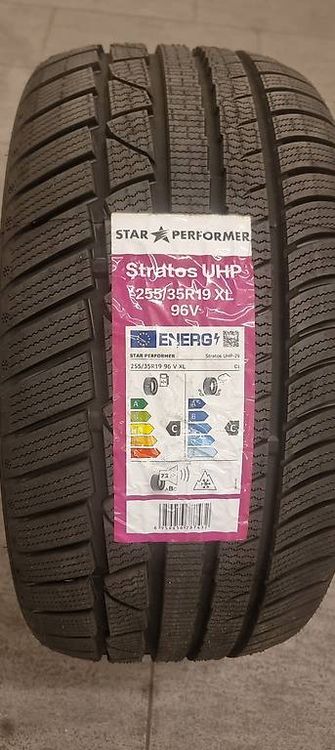 STAR PERFORMER
Stratos UHP
255/35R19 XL
96V
ENERG
STAR PERFORMER Stratos UHP-2V
255/35R19 96 V XL C1
A
B
C
D
E
C
A
B
C
D
E
C
ABC